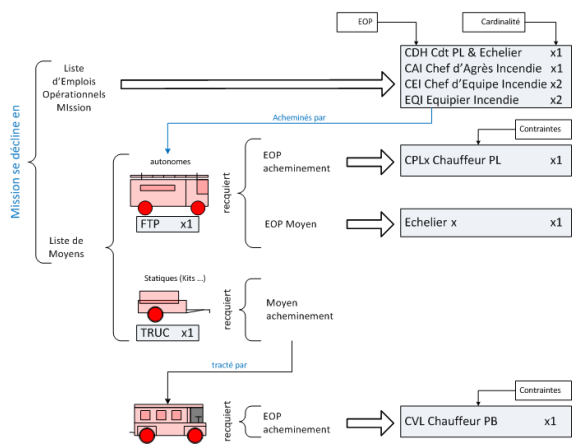 EOP
Cardinalité
CDH Cdt PL & Echelier x1
CAI Chef d'Agrès Incendie x1
CEI Chef d'Equipe Incendie x2
EQI Equipier Incendie x2
Mission se décline en
Liste
d'Emplois
Opérationnels
MIssion
Acheminés par
Contraintes
autonomes
FTP x1
requiert
EOP
acheminement
CPLx Chauffeur PL x1
EOP Moyen
Echelier x x1
Liste de
Moyens
Statiques (Kits ...)
TRUC x1
requiert
Moyen
acheminement
tracté par
Contraintes
requiert
EOP
acheminement
CVL Chauffeur PB x1